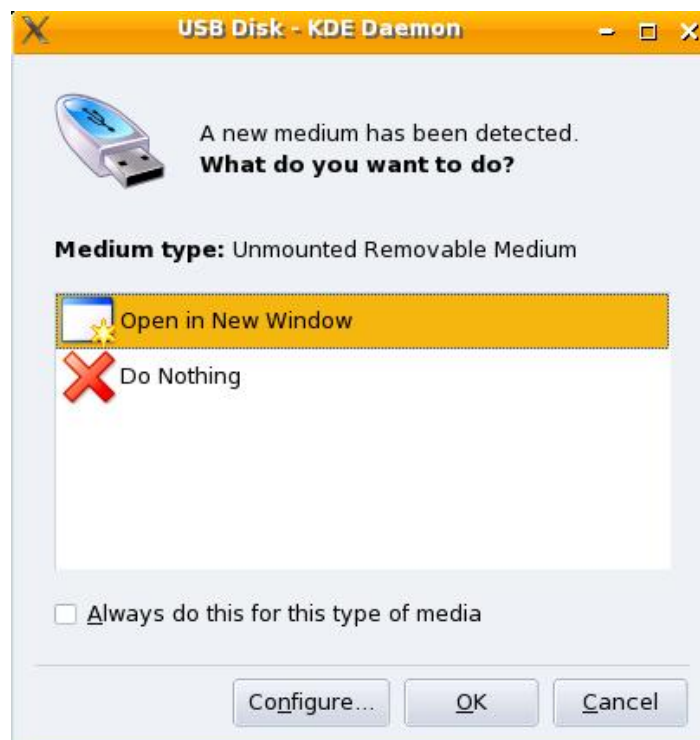 USB Disk - KDE Daemon
A new medium has been detected.
What do you want to do?
Medium type: Unmounted Removable Medium
Open in New Window
Do Nothing
Always do this for this type of media
Configure... OK Cancel